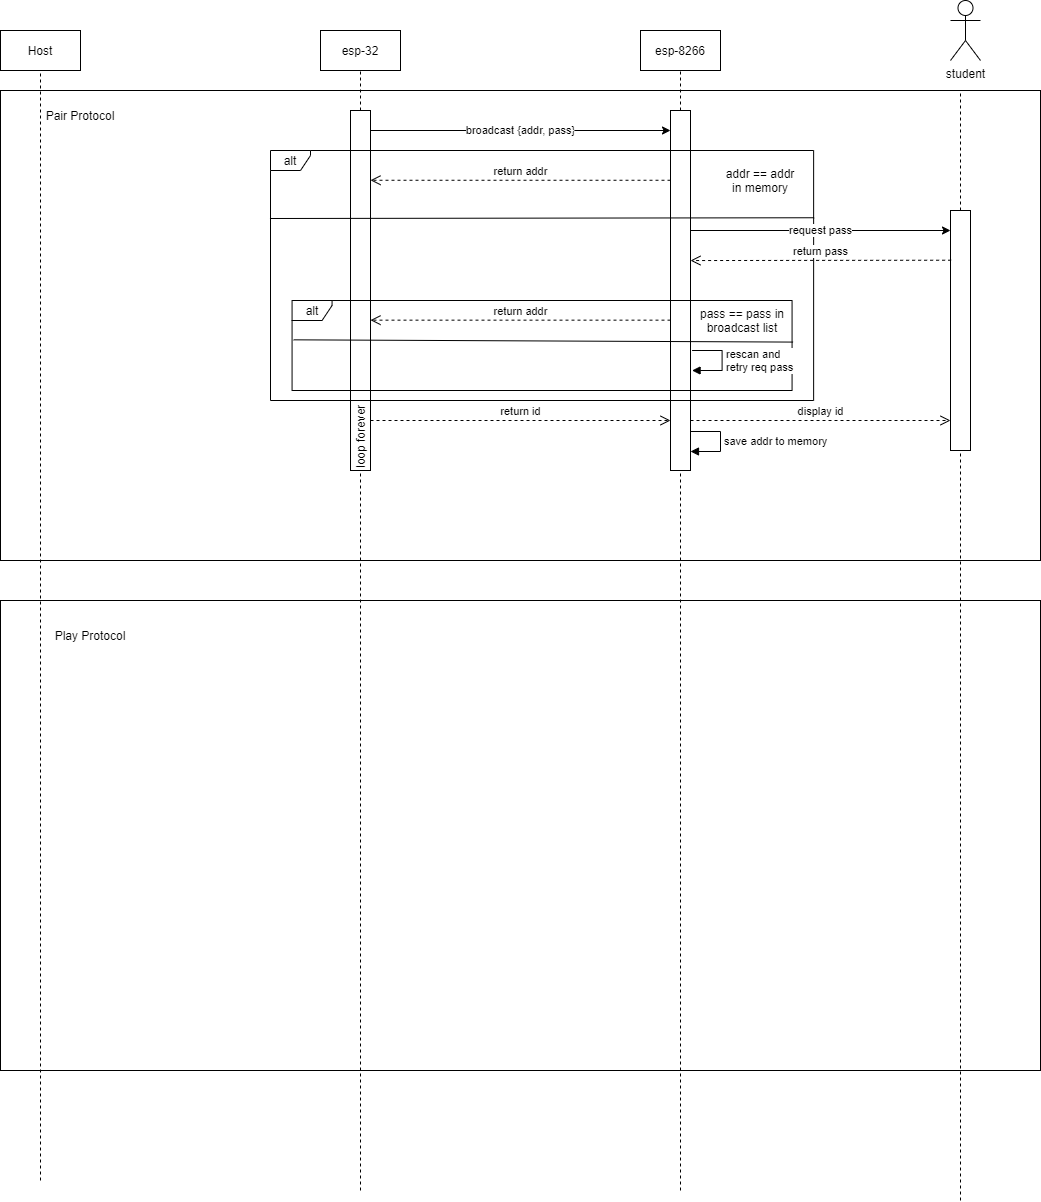 Host
esp-32
esp-8266
student
Pair Protocol
broadcast {addr, pass}
alt
return addr
addr == addr
in memory
request pass
return pass
alt
return addr
pass == pass in
broadcast list
rescan and
retry req pass
loop forever
return id
display id
save addr to memory
Play Protocol